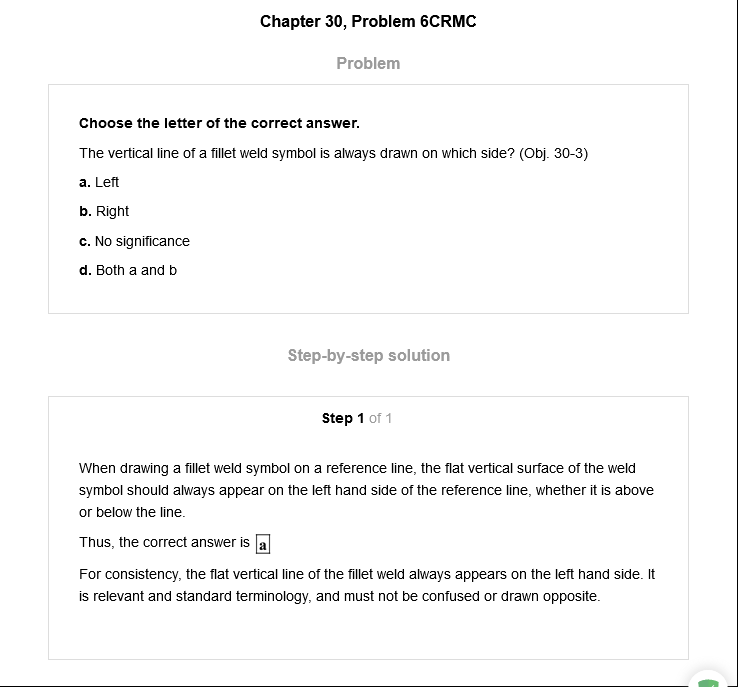 Chapter 30, Problem 6CRMC
Problem
Choose the letter of the correct answer.
The vertical line of a fillet weld symbol is always drawn on which side? (Obj. 30-3)
a. Left
b. Right
c. No significance
d. Both a and b
Step-by-step solution
Step 1 of 1
When drawing a fillet weld symbol on a reference line, the flat vertical surface of the weld
symbol should always appear on the left hand side of the reference line, whether it is above
or below the line.
Thus, the correct answer is a
For consistency, the flat vertical line of the fillet weld always appears on the left hand side. It
is relevant and standard terminology, and must not be confused or drawn opposite.